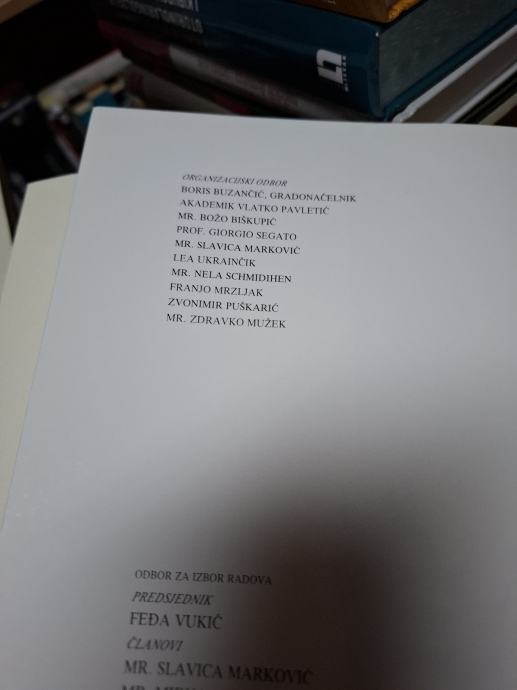 ORGANIZACIJSKI ODBOR
BORIS BUZANČIĆ, GRADONAČELNIK
AKADEMIK VLATKO PAVLETIĆ
MR. BOŽO BIŠKUPIĆ
PROF. GIORGIO SEGATO
MR. SLAVICA MARKOVIĆ
LEA UKRAINČIK
MR. NELA SCHMIDIHEN
FRANJO MRZLJAK
ZVONIMIR PUŠKARIĆ
MR. ZDRAVKO MUŽEK
ODBOR ZA IZBOR RADOVA
PREDSJEDNIK
FEĐA VUKIĆ
ČLANOVI
MR. SLAVICA MARKOVIĆ
MR.